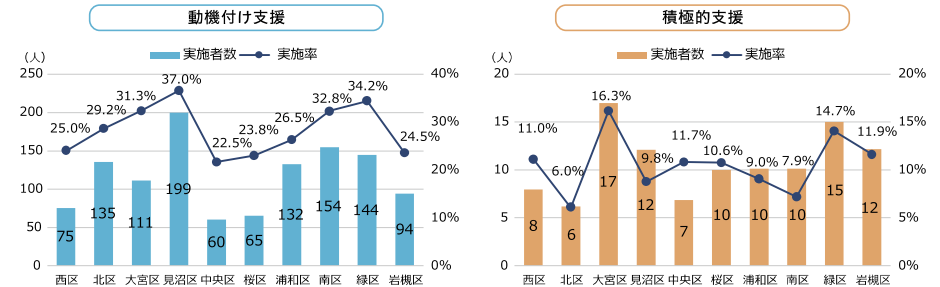 動機付け支援
(人) 実施者数 実施率
250 40%
200 30%
150 20%
100 10%
50
0 0%
25.0% 29.2% 31.3% 37.0% 22.5% 23.8% 26.5% 32.8% 34.2% 24.5%
75 135 111 199 60 65 132 154 144 94
西区 北区 大宮区 見沼区 中央区 桜区 浦和区 南区 緑区 岩槻区
積極的支援
(人) 実施者数 実施率
20 20%
15 15%
10 10%
5 5%
0 0%
11.0% 6.0% 16.3% 9.8% 11.7% 10.6% 9.0% 7.9% 14.7% 11.9%
8 6 17 12 7 10 10 10 15 12
西区 北区 大宮区 見沼区 中央区 桜区 浦和区 南区 緑区 岩槻区